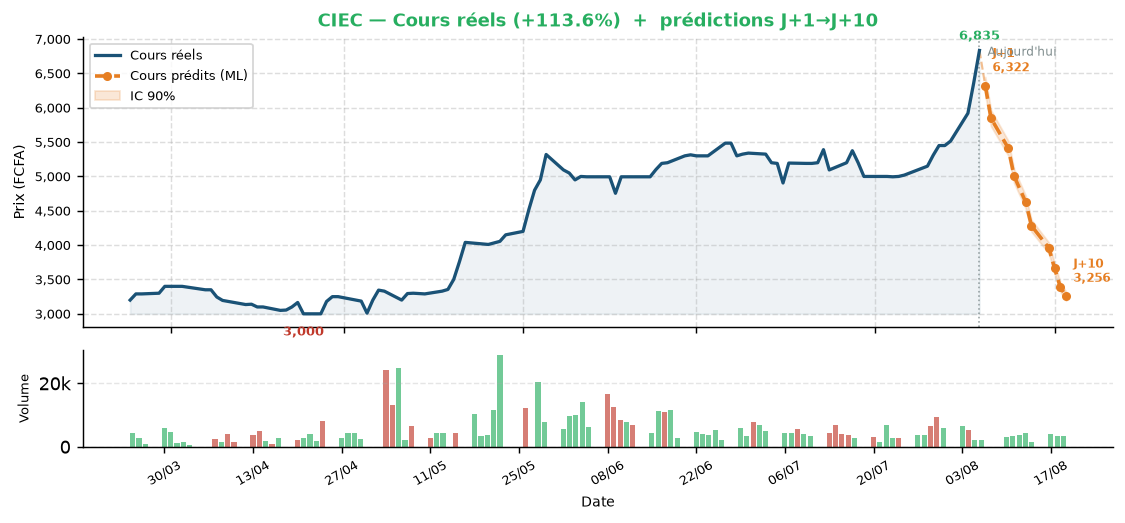 CIEC — Cours réels (+113.6%)  +  prédictions J+1→J+10
Cours réels
Cours prédits (ML)
IC 90%
6,835
Aujourd'hui
J+1
6,322
J+10
3,256
3,000
Prix (FCFA)
7,000
6,500
6,000
5,500
5,000
4,500
4,000
3,500
3,000
Volume
20k
0
30/03
13/04
27/04
11/05
25/05
08/06
22/06
06/07
20/07
03/08
17/08
Date